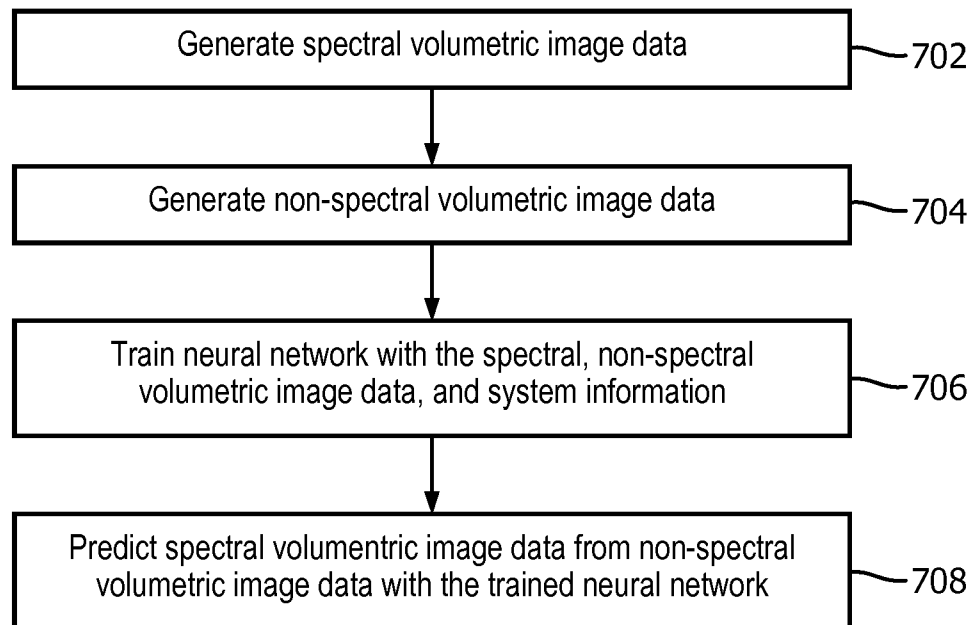 Generate spectral volumetric image data
702
Generate non-spectral volumetric image data
704
Train neural network with the spectral, non-spectral
volumetric image data, and system information
706
Predict spectral volumentric image data from non-spectral
volumetric image data with the trained neural network
708